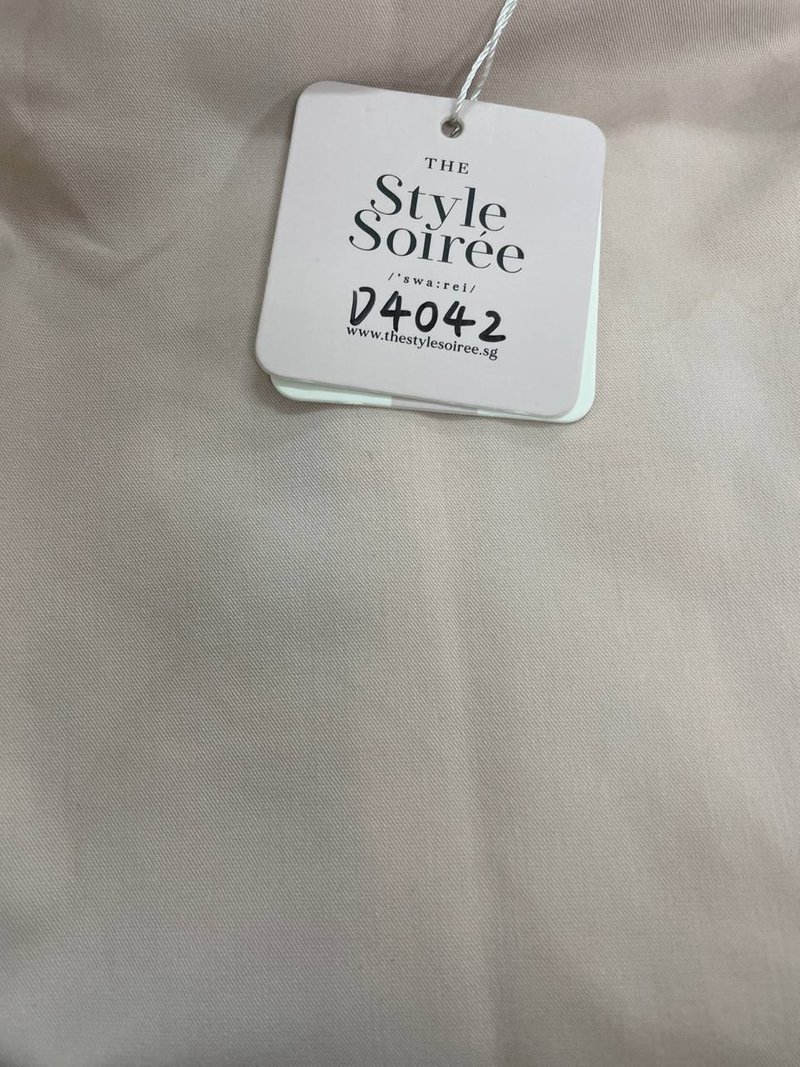 THE
Style
Soirée
/'swa:rei/
D4042
www.thestylesoiree.sg